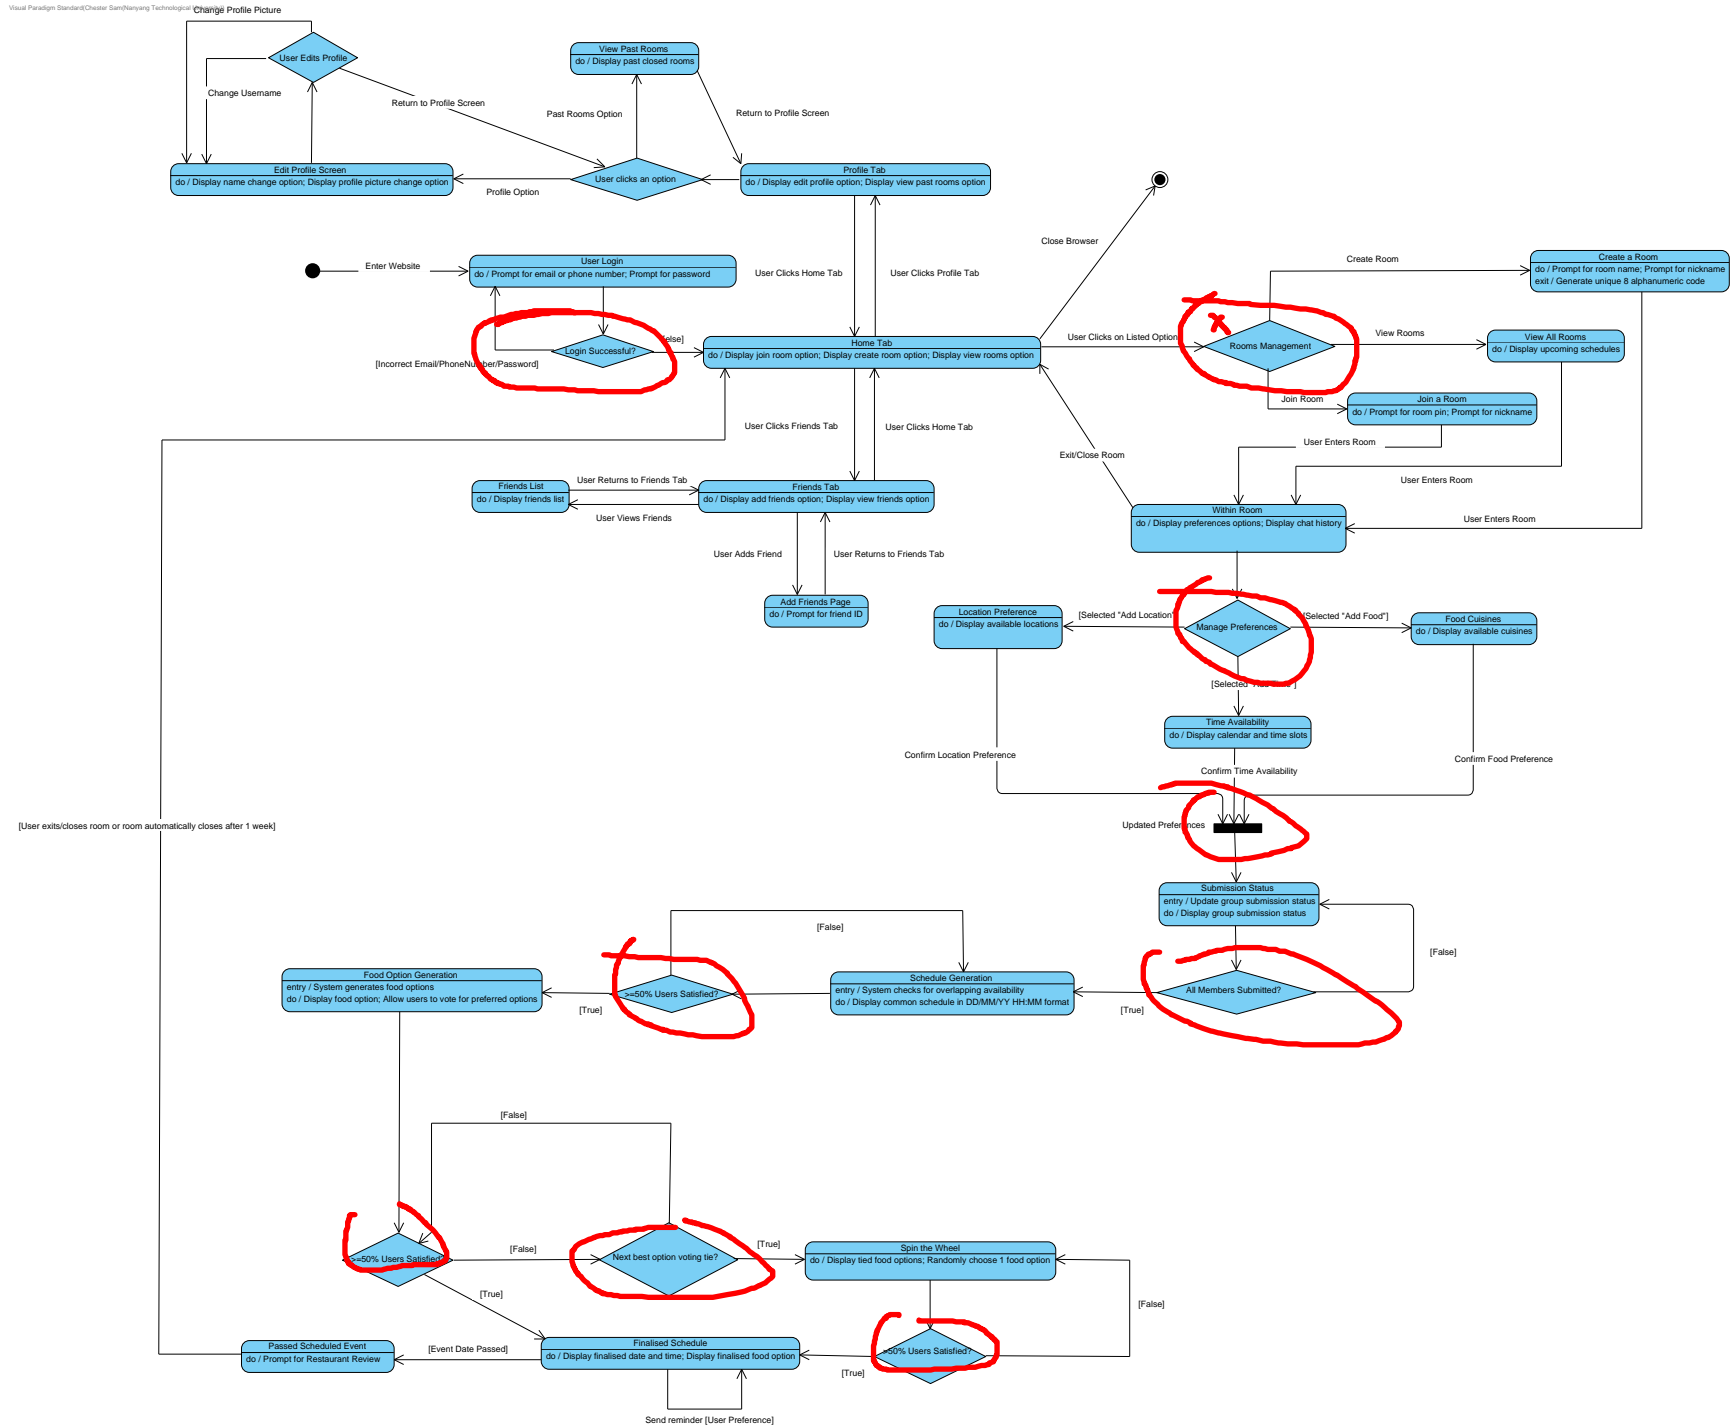 Visual Paradigm Standard(Chester Sam(Nanyang Technological
Change Profile Picture
User Edits Profile
Change Username
Return to Profile Screen
View Past Rooms
do / Display past closed rooms
Past Rooms Option
Return to Profile Screen
Edit Profile Screen
do / Display name change option; Display profile picture change option
Profile Option
User clicks an option
Profile Tab
do / Display edit profile option; Display view past rooms option
Close Browser
Enter Website
User Login
do / Prompt for email or phone number; Prompt for password
User Clicks Home Tab
User Clicks Profile Tab
Create Room
Create a Room
do / Prompt for room name; Prompt for nickname
exit / Generate unique 8 alphanumeric code
Login Successful?
[else]
[Incorrect Email/PhoneNumber/Password]
Home Tab
do / Display join room option; Display create room option; Display view rooms option
User Clicks on Listed Option
Rooms Management
View Rooms
View All Rooms
do / Display upcoming schedules
Join Room
Join a Room
do / Prompt for room pin; Prompt for nickname
User Clicks Friends Tab
User Clicks Home Tab
Exit/Close Room
User Enters Room
User Enters Room
User Enters Room
Friends List
do / Display friends list
User Returns to Friends Tab
User Views Friends
Friends Tab
do / Display add friends option; Display view friends option
Within Room
do / Display preferences options; Display chat history
User Adds Friend
User Returns to Friends Tab
Add Friends Page
do / Prompt for friend ID
Location Preference
do / Display available locations
[Selected "Add Location"
Manage Preferences
[Selected "Add Food"]
Food Cuisines
do / Display available cuisines
[Selected "Add Time"]
Time Availability
do / Display calendar and time slots
Confirm Location Preference
Confirm Time Availability
Confirm Food Preference
Updated Preferences
[User exits/closes room or room automatically closes after 1 week]
Submission Status
entry / Update group submission status
do / Display group submission status
[False]
[False]
All Members Submitted?
[True]
Schedule Generation
entry / System checks for overlapping availability
do / Display common schedule in DD/MM/YY HH:MM format
>=50% Users Satisfied?
[True]
Food Option Generation
entry / System generates food options
do / Display food option; Allow users to vote for preferred options
[False]
>=50% Users Satisfied?
[False]
Next best option voting tie?
[True]
Spin the Wheel
do / Display tied food options; Randomly choose 1 food option
[True]
[False]
>50% Users Satisfied?
[True]
Finalised Schedule
do / Display finalised date and time; Display finalised food option
[Event Date Passed]
Passed Scheduled Event
do / Prompt for Restaurant Review
Send reminder [User Preference]